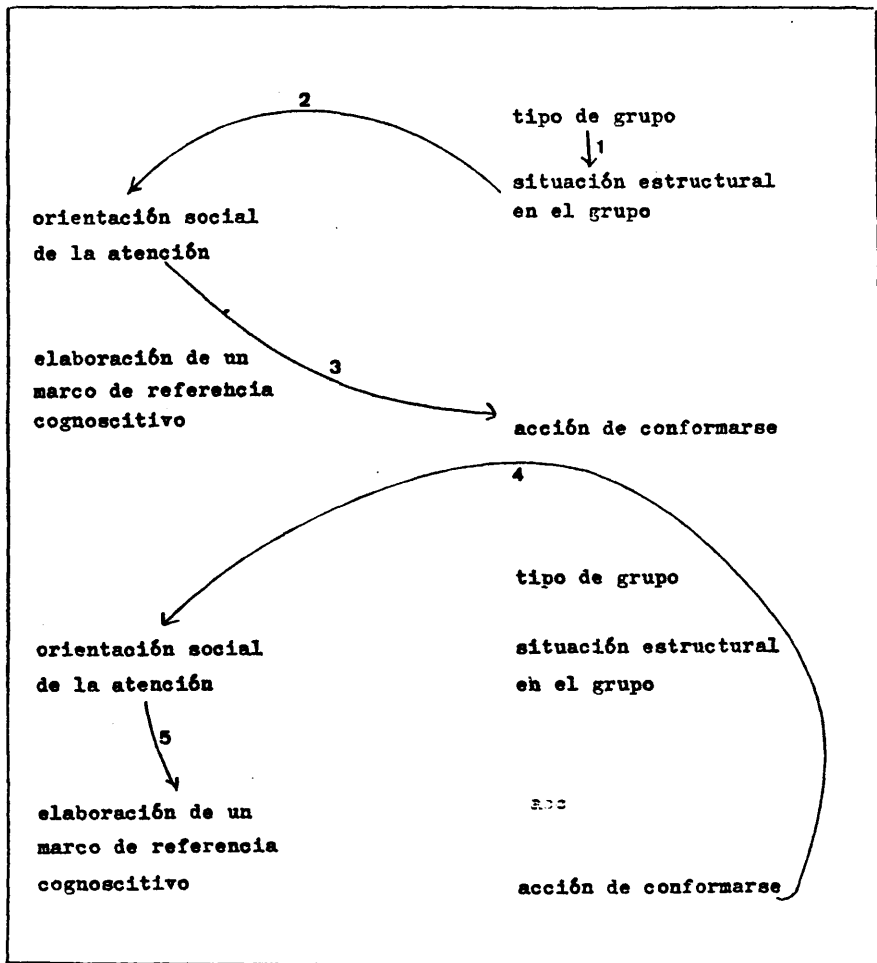 2
tipo de grupo
1
situación estructural
en el grupo
orientación social
de la atención
elaboración de un
marco de referehcia
cognoscitivo
3
acción de conformarse
4
tipo de grupo
orientación social
de la atención
situación estructural
eh el grupo
5
elaboración de un
marco de referencia
cognoscitivo
acción de conformarse